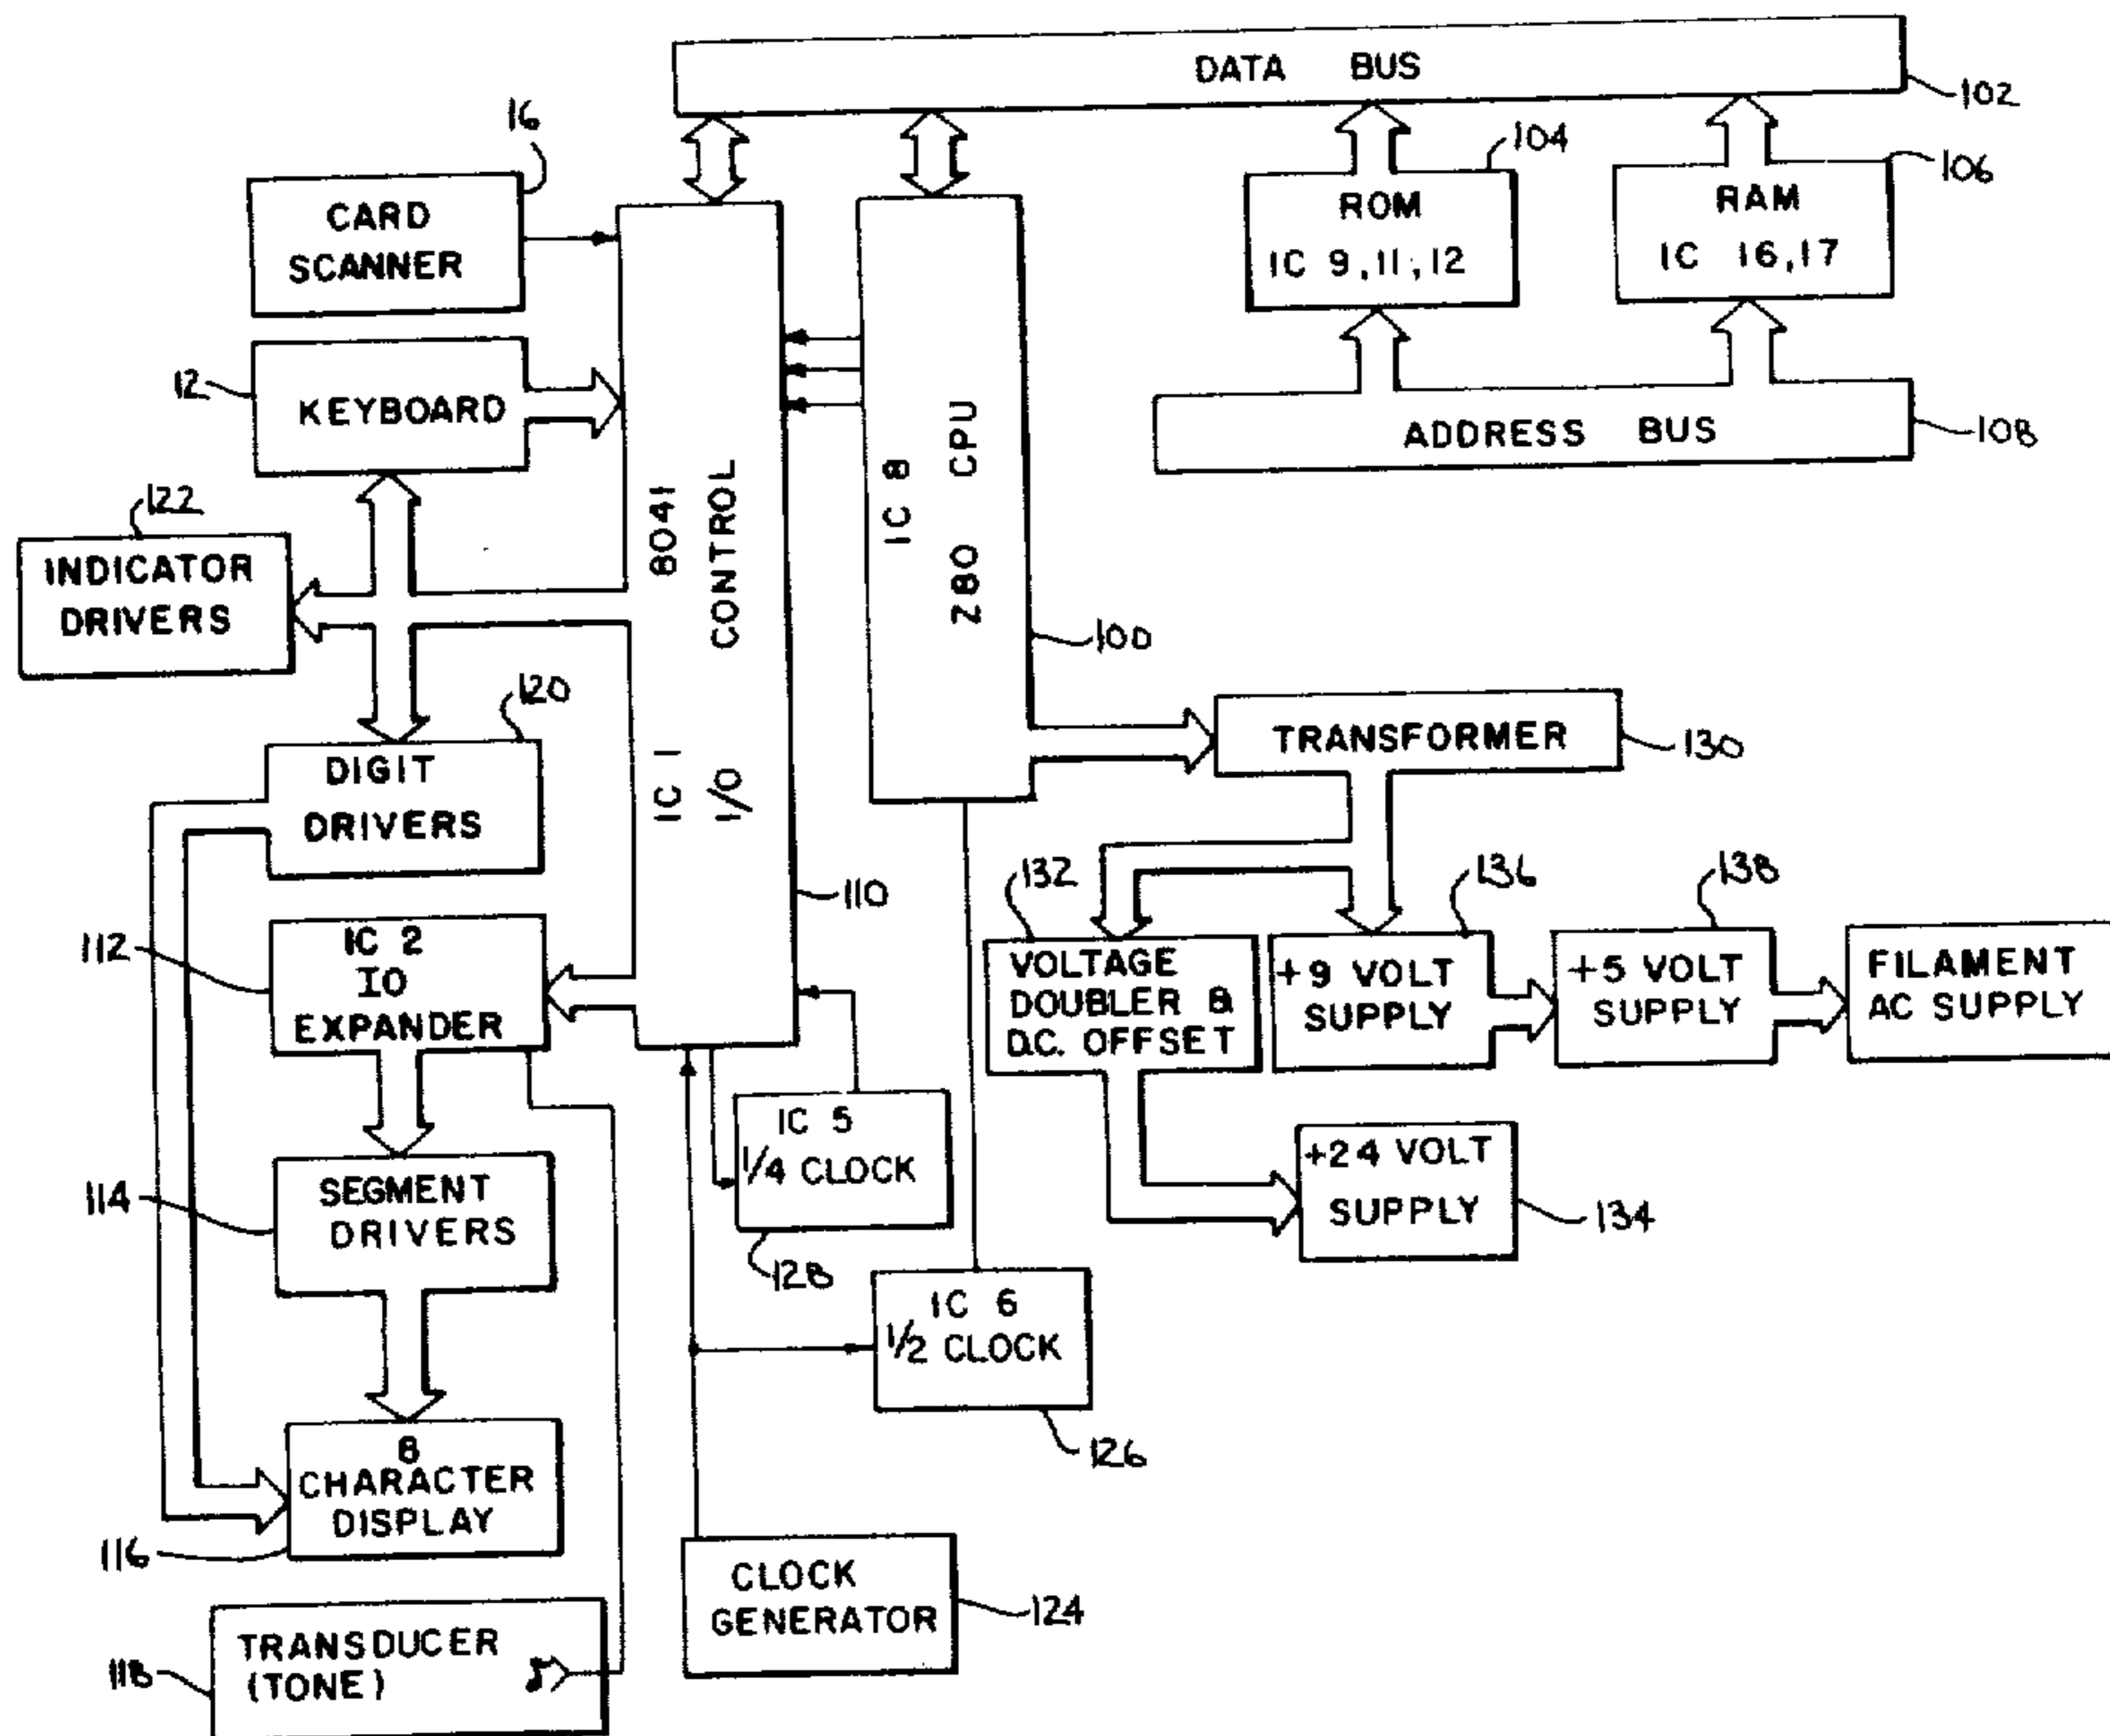 DATA BUS
102
16
CARD
SCANNER
104
ROM
IC 9,11,12
106
RAM
IC 16,17
12
KEYBOARD
ADDRESS BUS
108
122
INDICATOR
DRIVERS
IC 1 8041
I/O CONTROL
110
IC 8
Z80 CPU
100
120
DIGIT
DRIVERS
TRANSFORMER
130
112
IC 2
IO
EXPANDER
132
VOLTAGE
DOUBLER &
D.C. OFFSET
136
+9 VOLT
SUPPLY
138
+5 VOLT
SUPPLY
FILAMENT
AC SUPPLY
IC 5
1/4 CLOCK
128
114
SEGMENT
DRIVERS
+24 VOLT
SUPPLY
134
IC 6
1/2 CLOCK
126
8
CHARACTER
DISPLAY
116
CLOCK
GENERATOR
124
118
TRANSDUCER
(TONE)